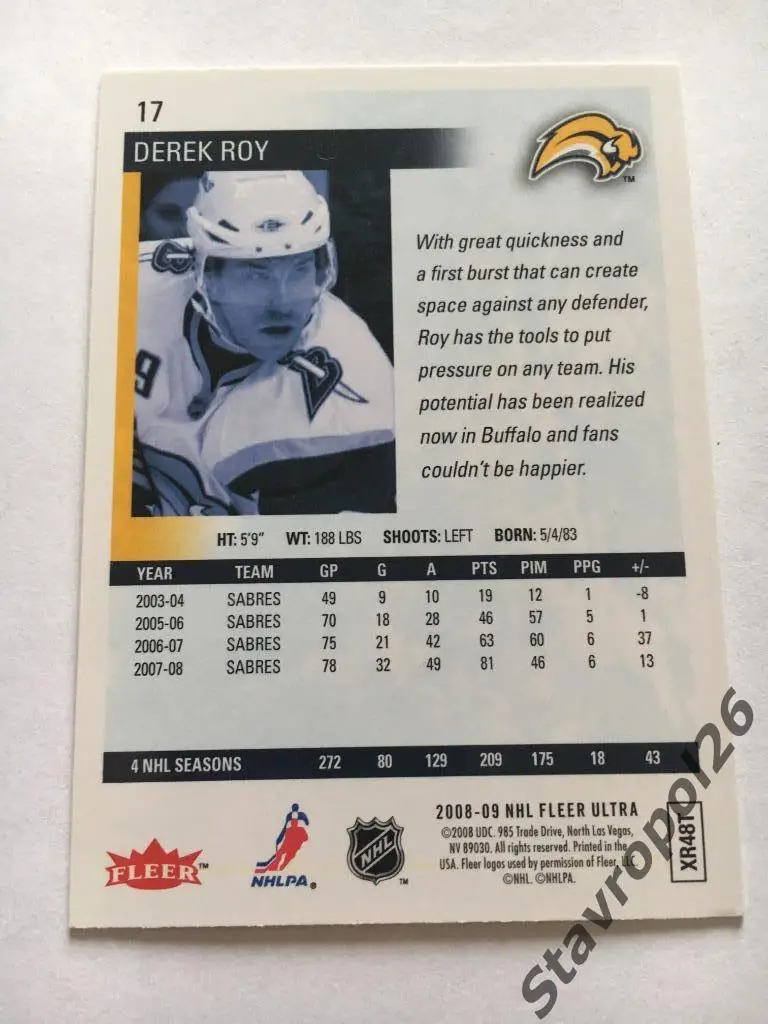 17
DEREK ROY
TM
9
With great quickness and
a first burst that can create
space against any defender,
Roy has the tools to put
pressure on any team. His
potential has been realized
now in Buffalo and fans
couldn't be happier.
HT: 5'9" WT: 188 LBS SHOOTS: LEFT BORN: 5/4/83
YEAR TEAM GP G A PTS PIM PPG +/-
2003-04 SABRES 49 9 10 19 12 1 -8
2005-06 SABRES 70 18 28 46 57 5 1
2006-07 SABRES 75 21 42 63 60 6 37
2007-08 SABRES 78 32 49 81 46 6 13
4 NHL SEASONS 272 80 129 209 175 18 43
FLEER™
NHLPA®
NHL™
2008-09 NHL FLEER ULTRA
©2008 UDC. 985 Trade Drive, North Las Vegas,
NV 89030. All rights reserved. Printed in the
USA. Fleer logos used by permission of Fleer, LLC.
©NHL. ©NHLPA.
XR48T
Stavropol26